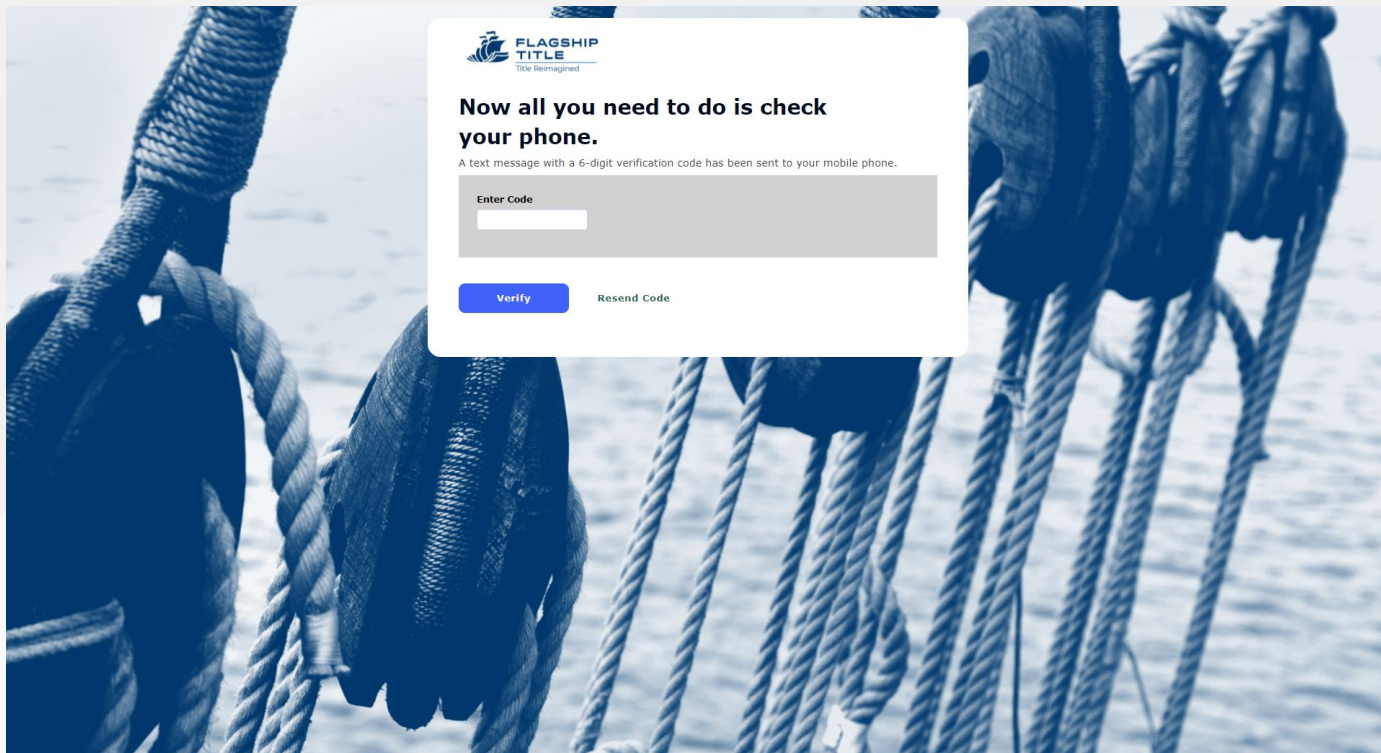 FLAGSHIP
TITLE
Title Reimagined
Now all you need to do is check
your phone.
A text message with a 6-digit verification code has been sent to your mobile phone.
Enter Code
Verify
Resend Code